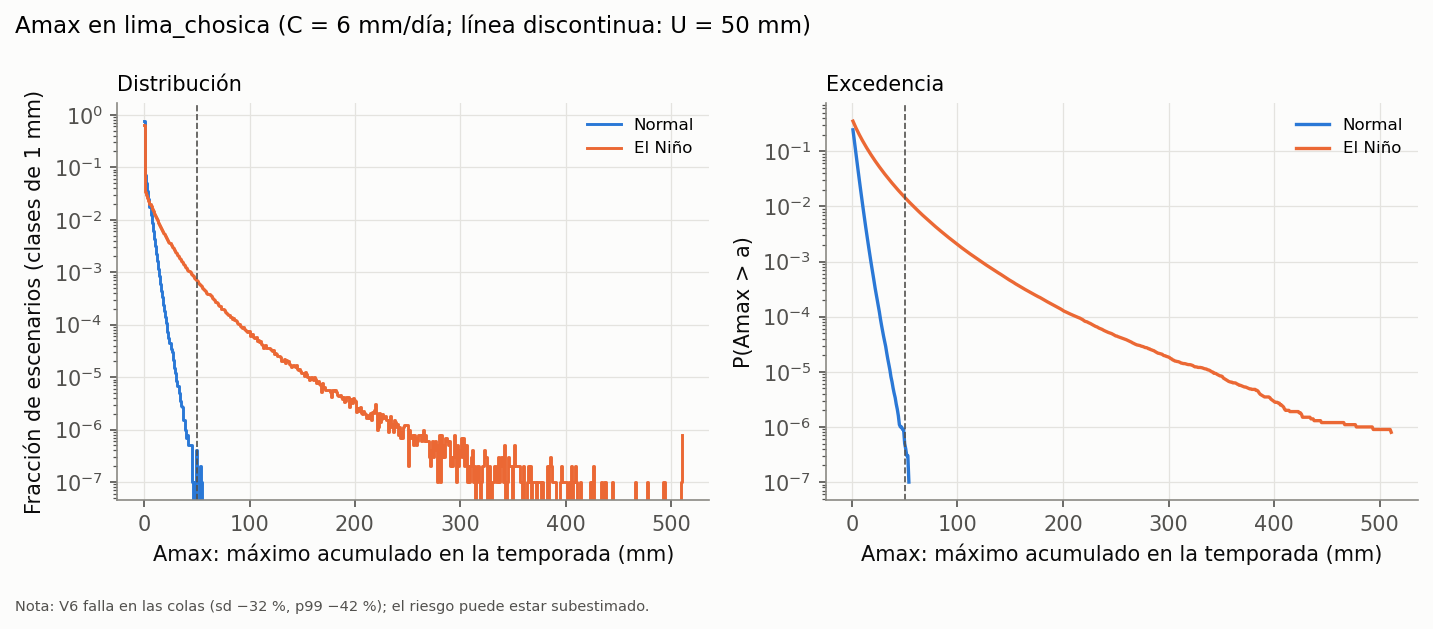 Amax en lima_chosica (C = 6 mm/día; línea discontinua: U = 50 mm)
Distribución
Fracción de escenarios (clases de 1 mm)
10⁰
10⁻¹
10⁻²
10⁻³
10⁻⁴
10⁻⁵
10⁻⁶
10⁻⁷
Normal
El Niño
0 100 200 300 400 500
Amax: máximo acumulado en la temporada (mm)
Excedencia
P(Amax > a)
10⁻¹
10⁻²
10⁻³
10⁻⁴
10⁻⁵
10⁻⁶
10⁻⁷
Normal
El Niño
0 100 200 300 400 500
Amax: máximo acumulado en la temporada (mm)
Nota: V6 falla en las colas (sd −32 %, p99 −42 %); el riesgo puede estar subestimado.